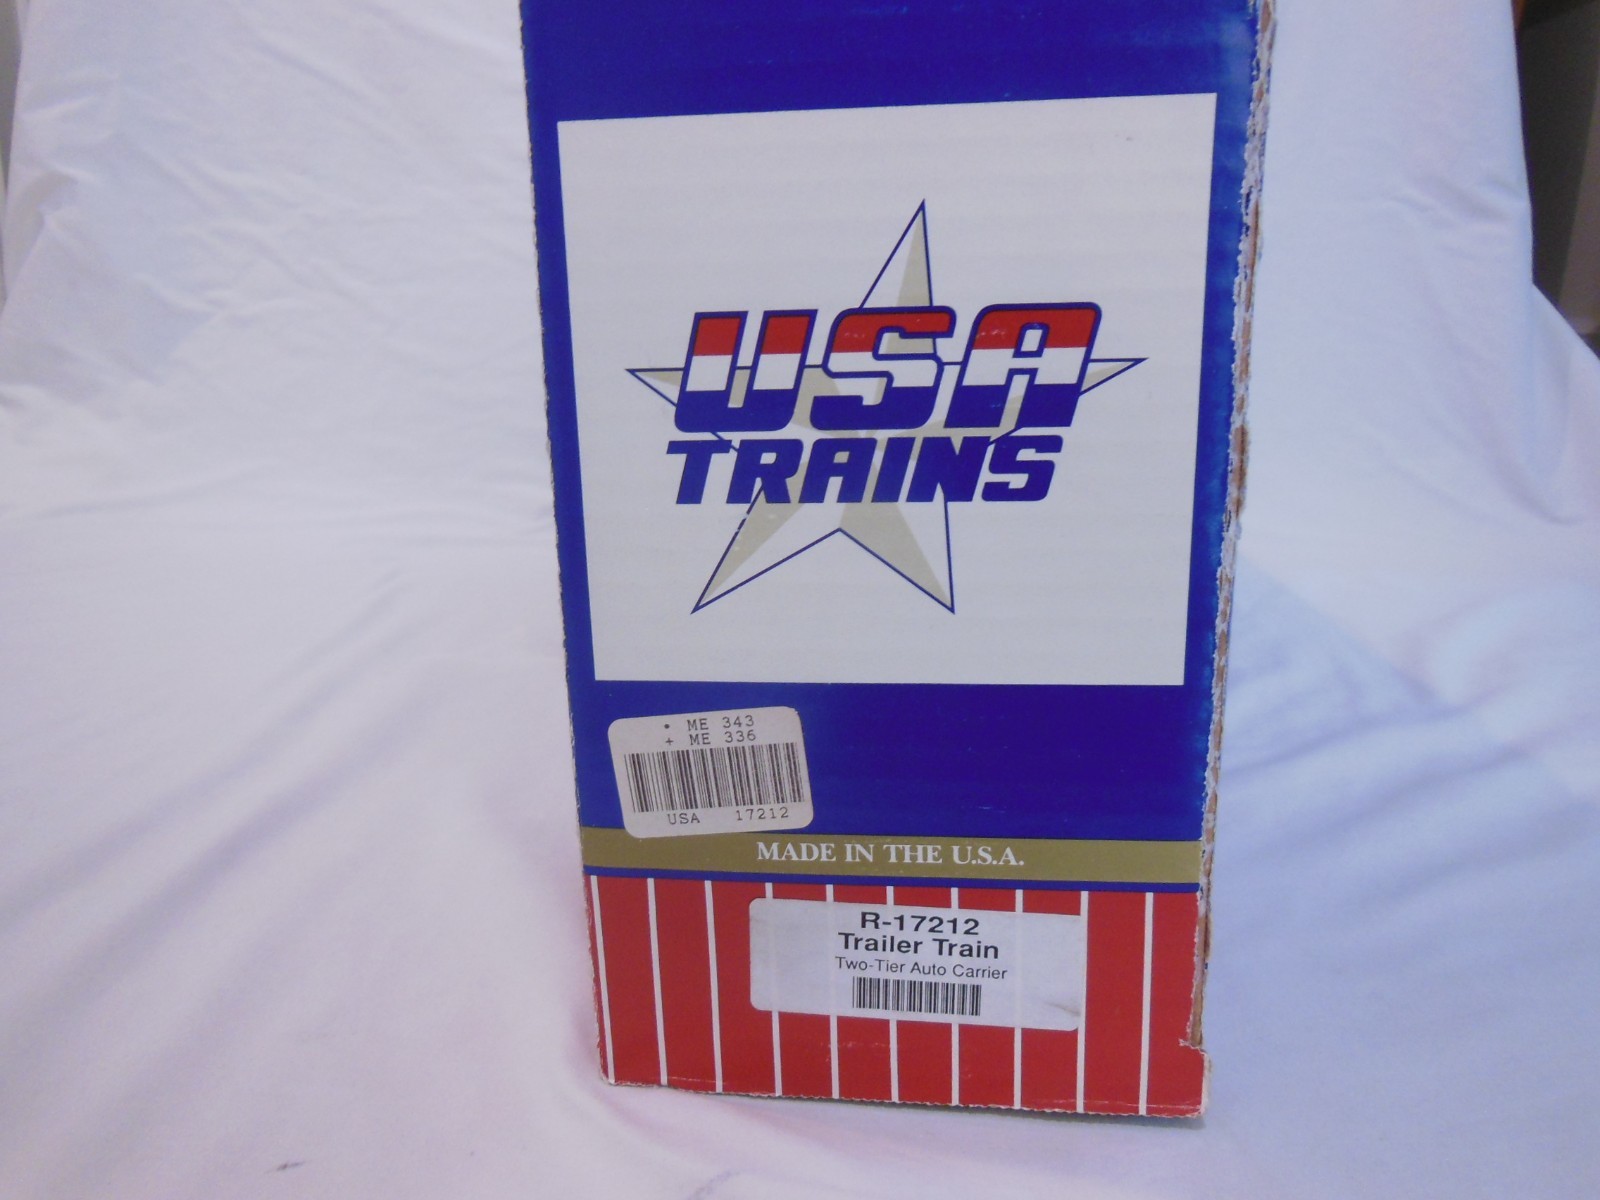 USA
TRAINS
• ME 343
+ ME 336
USA 17212
MADE IN THE U.S.A.
R-17212
Trailer Train
Two-Tier Auto Carrier